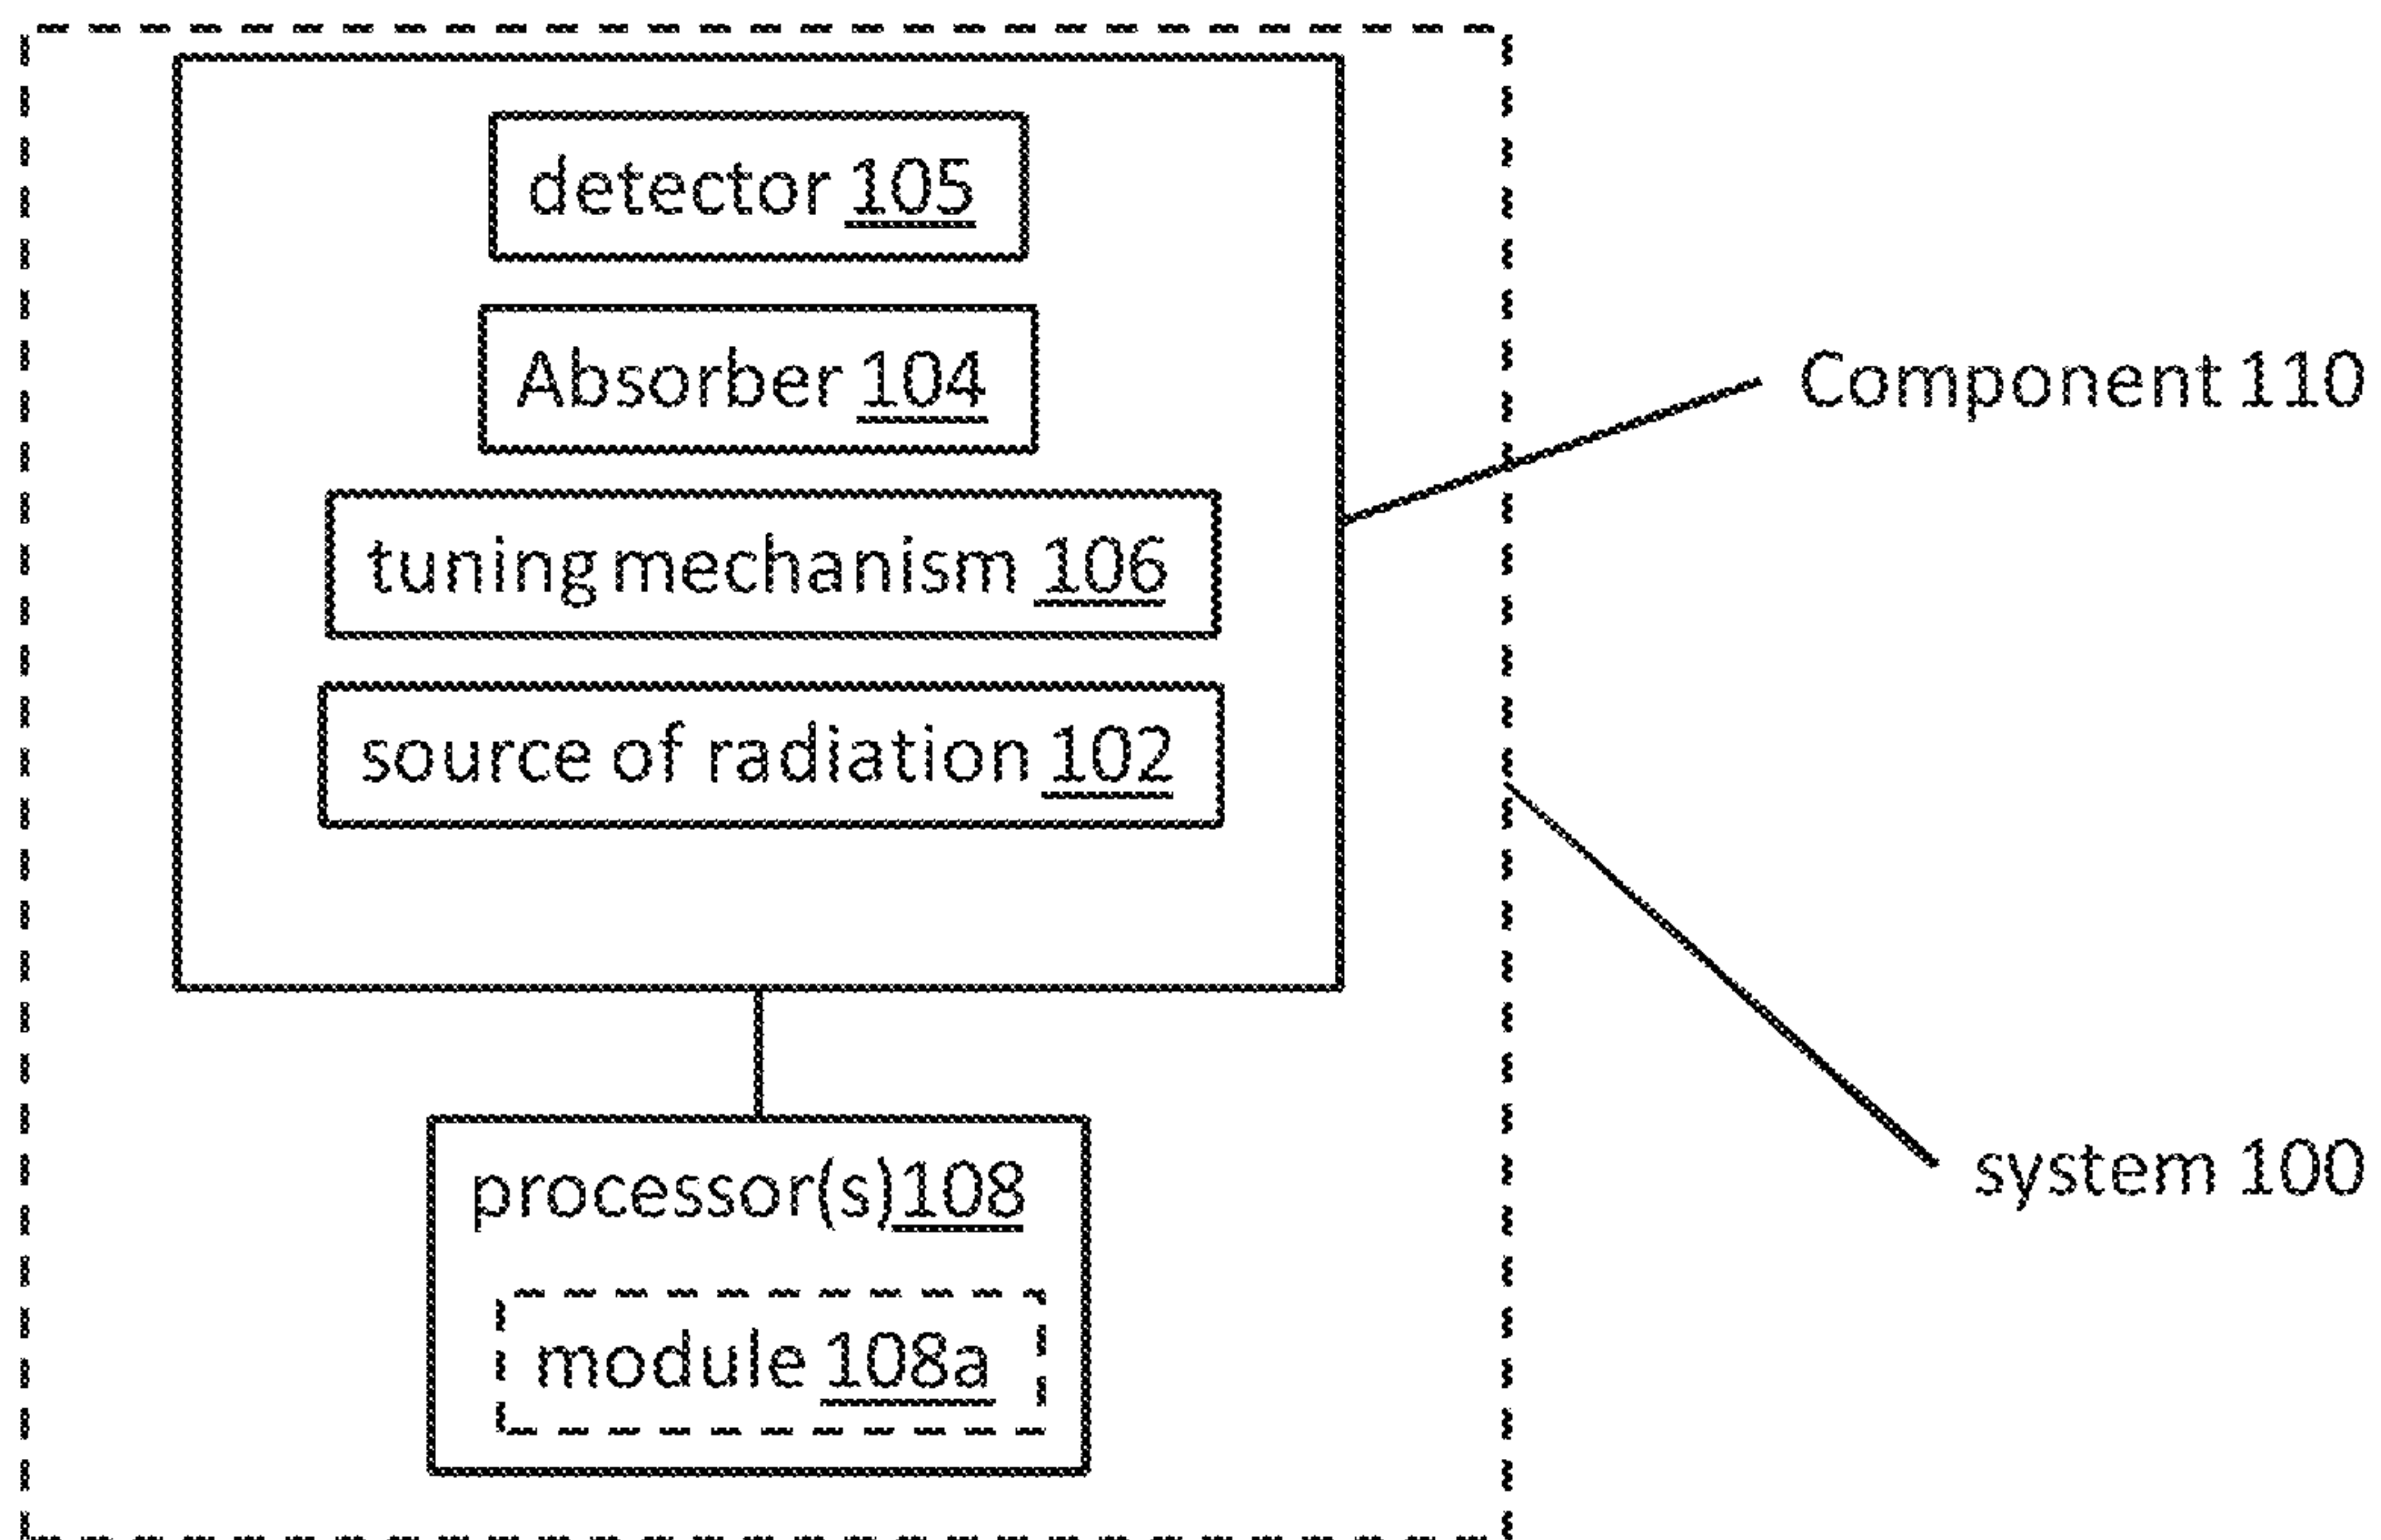 detector 105
Absorber 104
tuning mechanism 106
source of radiation 102
Component 110
processor(s)108
module 108a
system 100